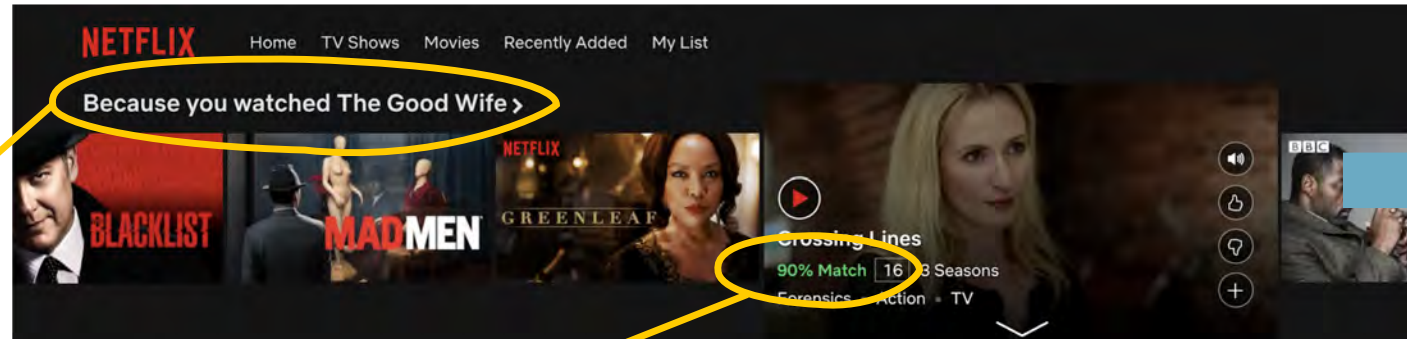 NETFLIX Home TV Shows Movies Recently Added My List
Because you watched The Good Wife >
BLACKLIST
MADMEN
NETFLIX
GREENLEAF
Crossing Lines
90% Match 16 3 Seasons
Forensics • Action • TV
BBC